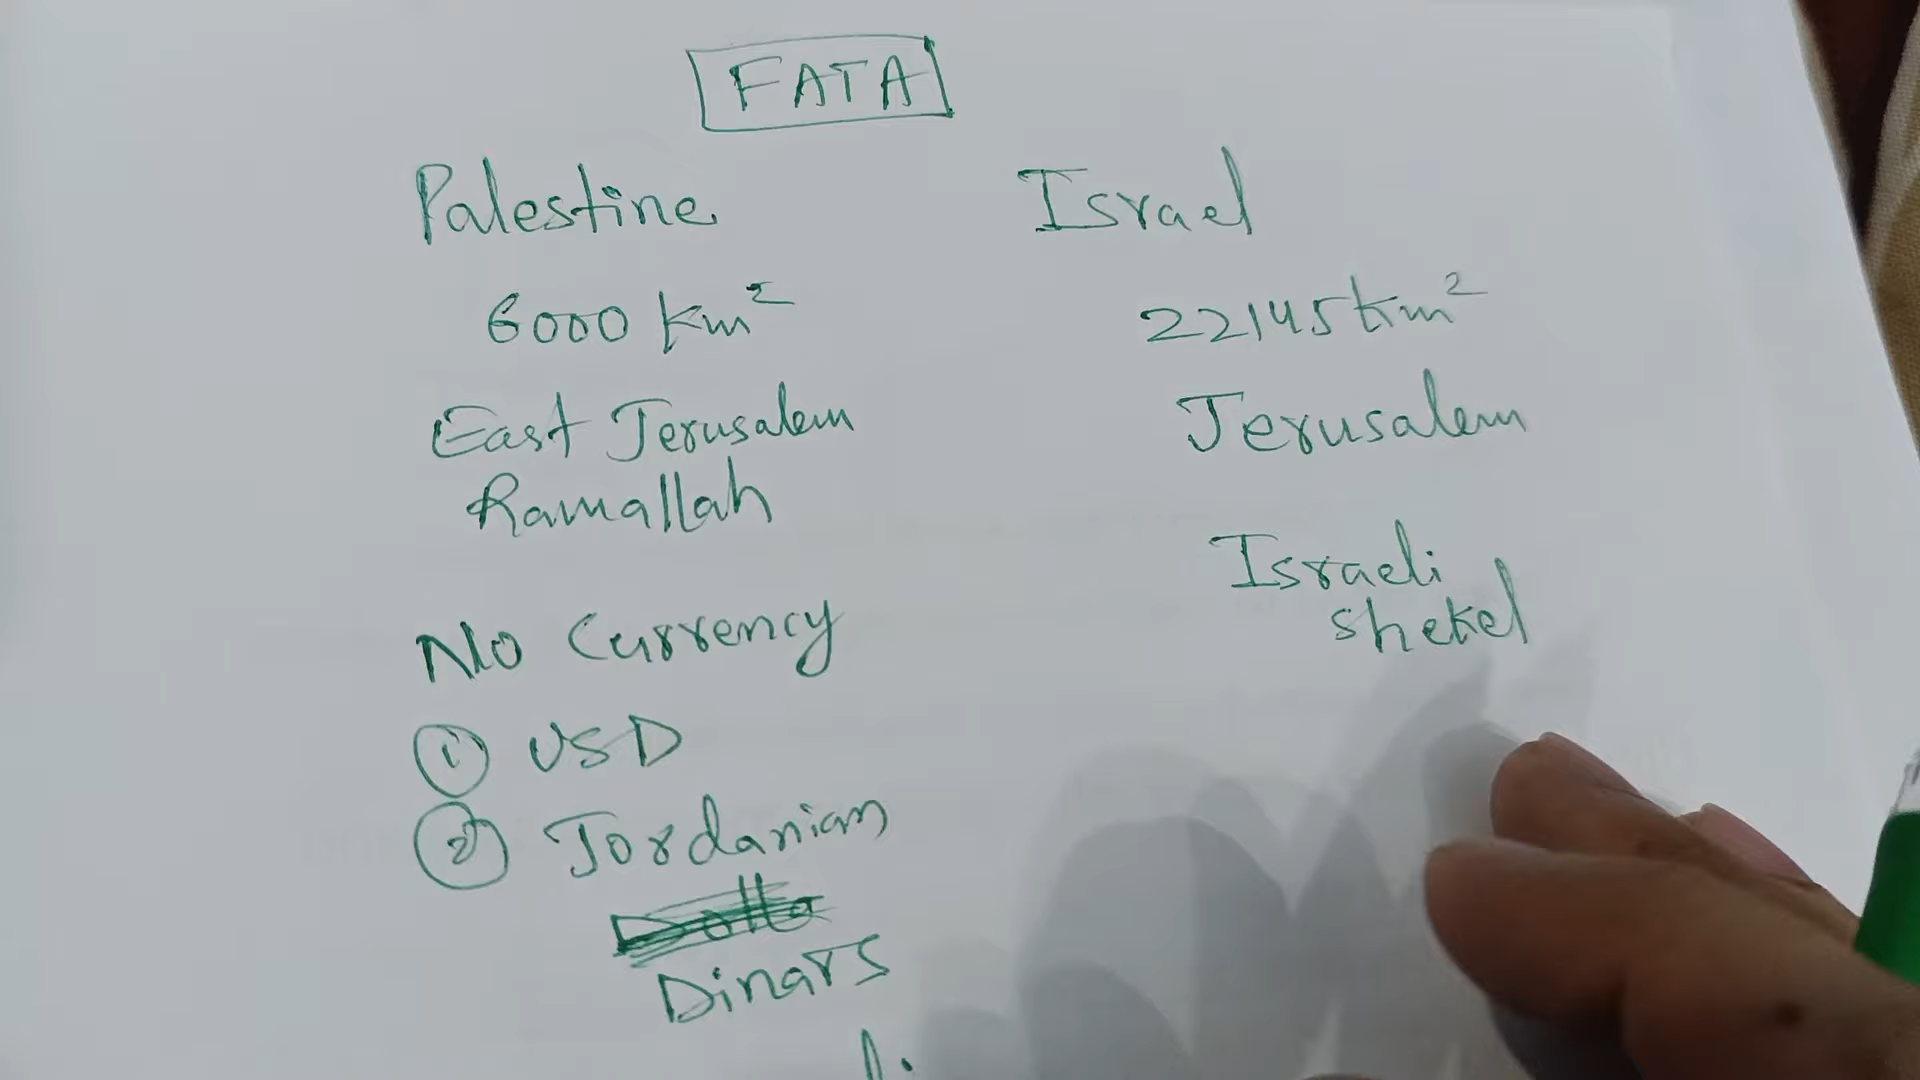 FATA
Palestine Israel
6000 km² 22145 km²
East Jerusalem Jerusalem
Ramallah
Israeli
No Currency shekel
① USD
② Jordanian
Dinars